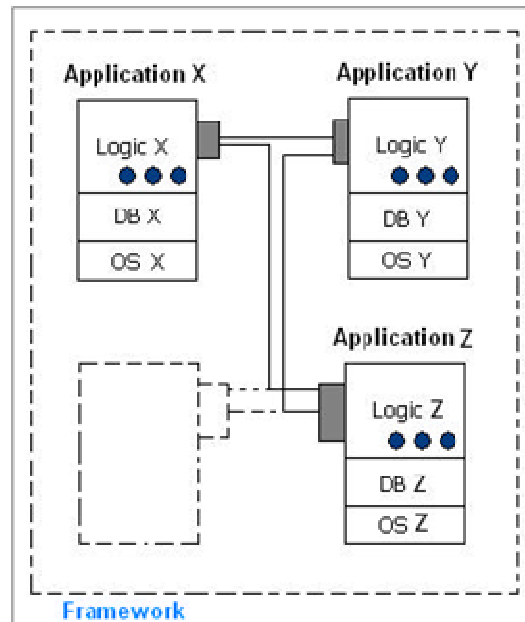 Application X
Logic X
DB X
OS X
Application Y
Logic Y
DB Y
OS Y
Application Z
Logic Z
DB Z
OS Z
Framework